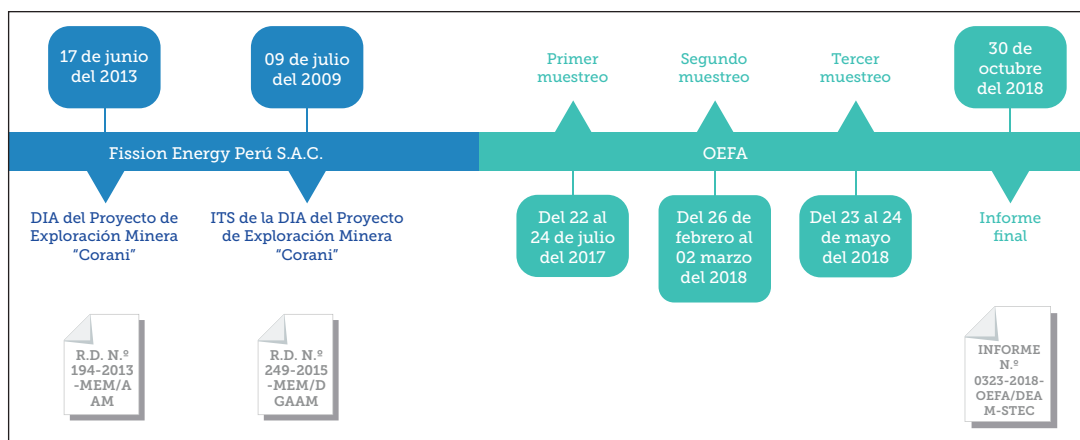 17 de junio
del 2013
09 de julio
del 2009
Primer
muestreo
Segundo
muestreo
Tercer
muestreo
30 de
octubre
del 2018
Fission Energy Perú S.A.C.
OEFA
DIA del Proyecto de
Exploración Minera
“Corani”
ITS de la DIA del Proyecto
de Exploración Minera
“Corani”
Del 22 al
24 de julio
del 2017
Del 26 de
febrero al
02 marzo
del 2018
Del 23 al 24
de mayo
del 2018
Informe
final
R.D. N.º
194-2013
-MEM/A
AM
R.D. N.º
249-2015
-MEM/D
GAAM
INFORME
N.º
0323-2018-
OEFA/DEA
M-STEC